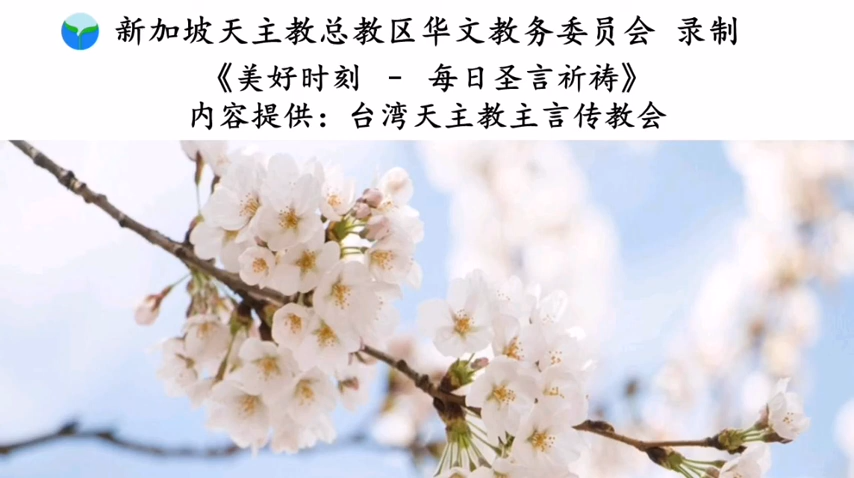 新加坡天主教总教区华文教务委员会 录制
《美好时刻 - 每日圣言祈祷》
内容提供：台湾天主教主言传教会